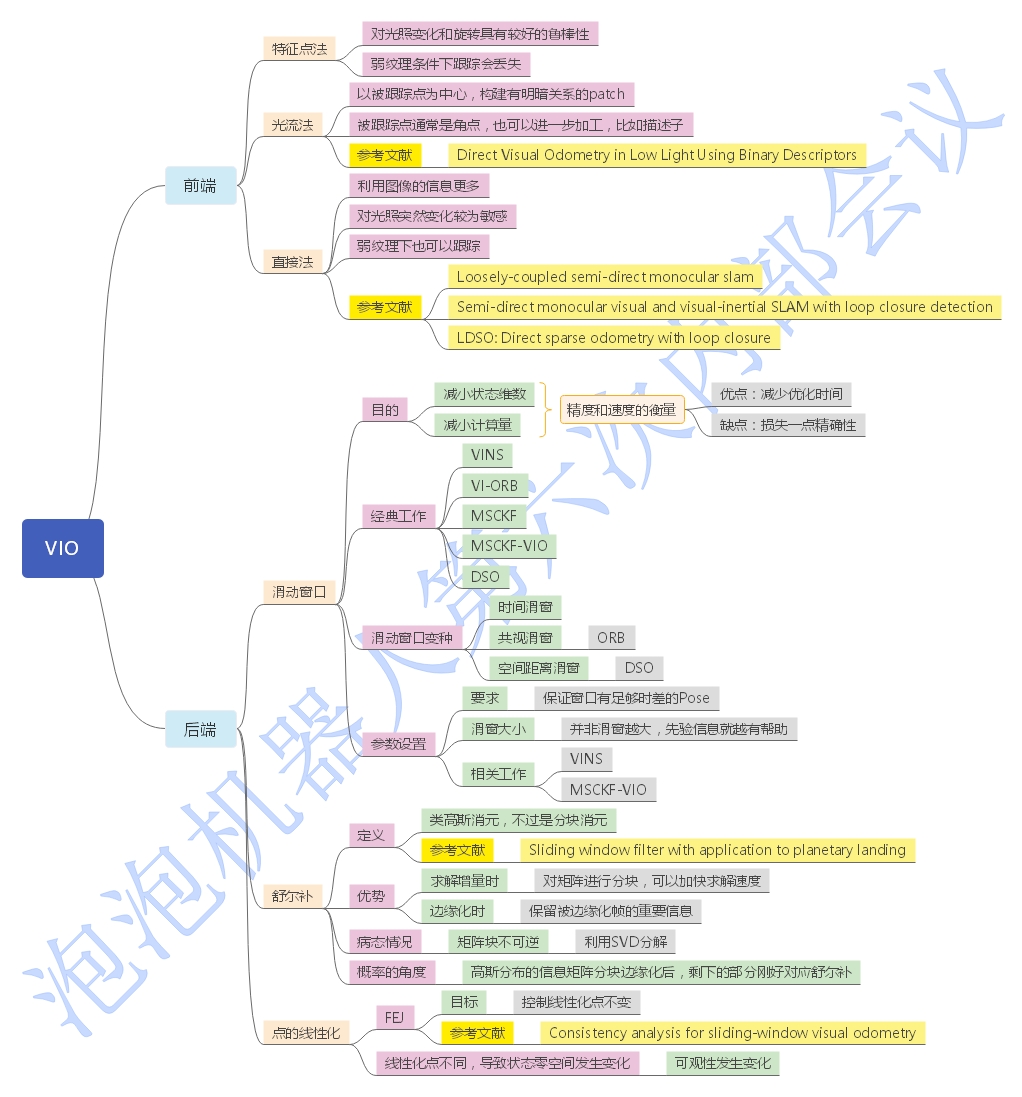 VIO
前端
特征点法
对光照变化和旋转具有较好的鲁棒性
弱纹理条件下跟踪会丢失
光流法
以被跟踪点为中心，构建有明暗关系的patch
被跟踪点通常是角点，也可以进一步加工，比如描述子
参考文献
Direct Visual Odometry in Low Light Using Binary Descriptors
直接法
利用图像的信息更多
对光照突然变化较为敏感
弱纹理下也可以跟踪
参考文献
Loosely-coupled semi-direct monocular slam
Semi-direct monocular visual and visual-inertial SLAM with loop closure detection
LDSO: Direct sparse odometry with loop closure
后端
滑动窗口
目的
减小状态维数
减小计算量
精度和速度的衡量
优点：减少优化时间
缺点：损失一点精确性
经典工作
VINS
VI-ORB
MSCKF
MSCKF-VIO
DSO
滑动窗口变种
时间滑窗
共视滑窗
ORB
空间距离滑窗
DSO
参数设置
要求
保证窗口有足够时差的Pose
滑窗大小
并非滑窗越大，先验信息就越有帮助
相关工作
VINS
MSCKF-VIO
舒尔补
定义
类高斯消元，不过是分块消元
参考文献
Sliding window filter with application to planetary landing
优势
求解增量时
对矩阵进行分块，可以加快求解速度
边缘化时
保留被边缘化帧的重要信息
病态情况
矩阵块不可逆
利用SVD分解
概率的角度
高斯分布的信息矩阵分块边缘化后，剩下的部分刚好对应舒尔补
点的线性化
FEJ
目标
控制线性化点不变
参考文献
Consistency analysis for sliding-window visual odometry
线性化点不同，导致状态零空间发生变化
可观性发生变化
泡泡机器人第六次内部会议